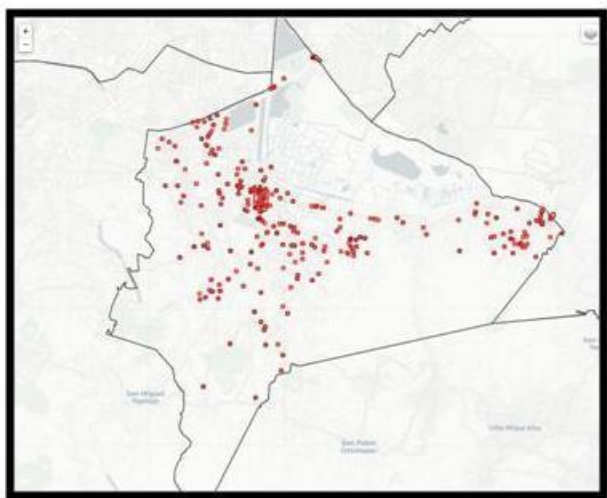 +
−
San Miguel
Topilejo
San Pablo
Oztotepec
Villa Milpa Alta